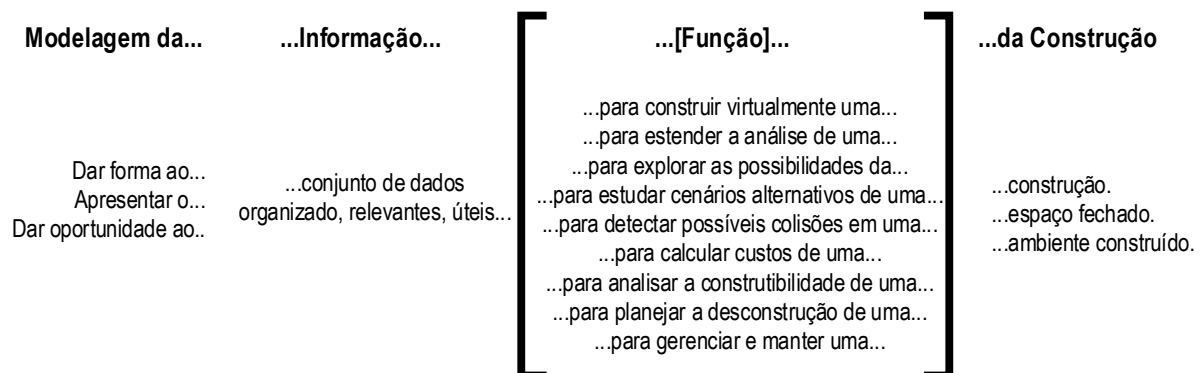 Modelagem da...
...Informação...
...[Função]...
...da Construção
Dar forma ao...
Apresentar o...
Dar oportunidade ao..
...conjunto de dados
organizado, relevantes, úteis...
...para construir virtualmente uma...
...para estender a análise de uma...
...para explorar as possibilidades da...
...para estudar cenários alternativos de uma...
...para detectar possíveis colisões em uma...
...para calcular custos de uma...
...para analisar a construtibilidade de uma...
...para planejar a desconstrução de uma...
...para gerenciar e manter uma...
...construção.
...espaço fechado.
...ambiente construído.